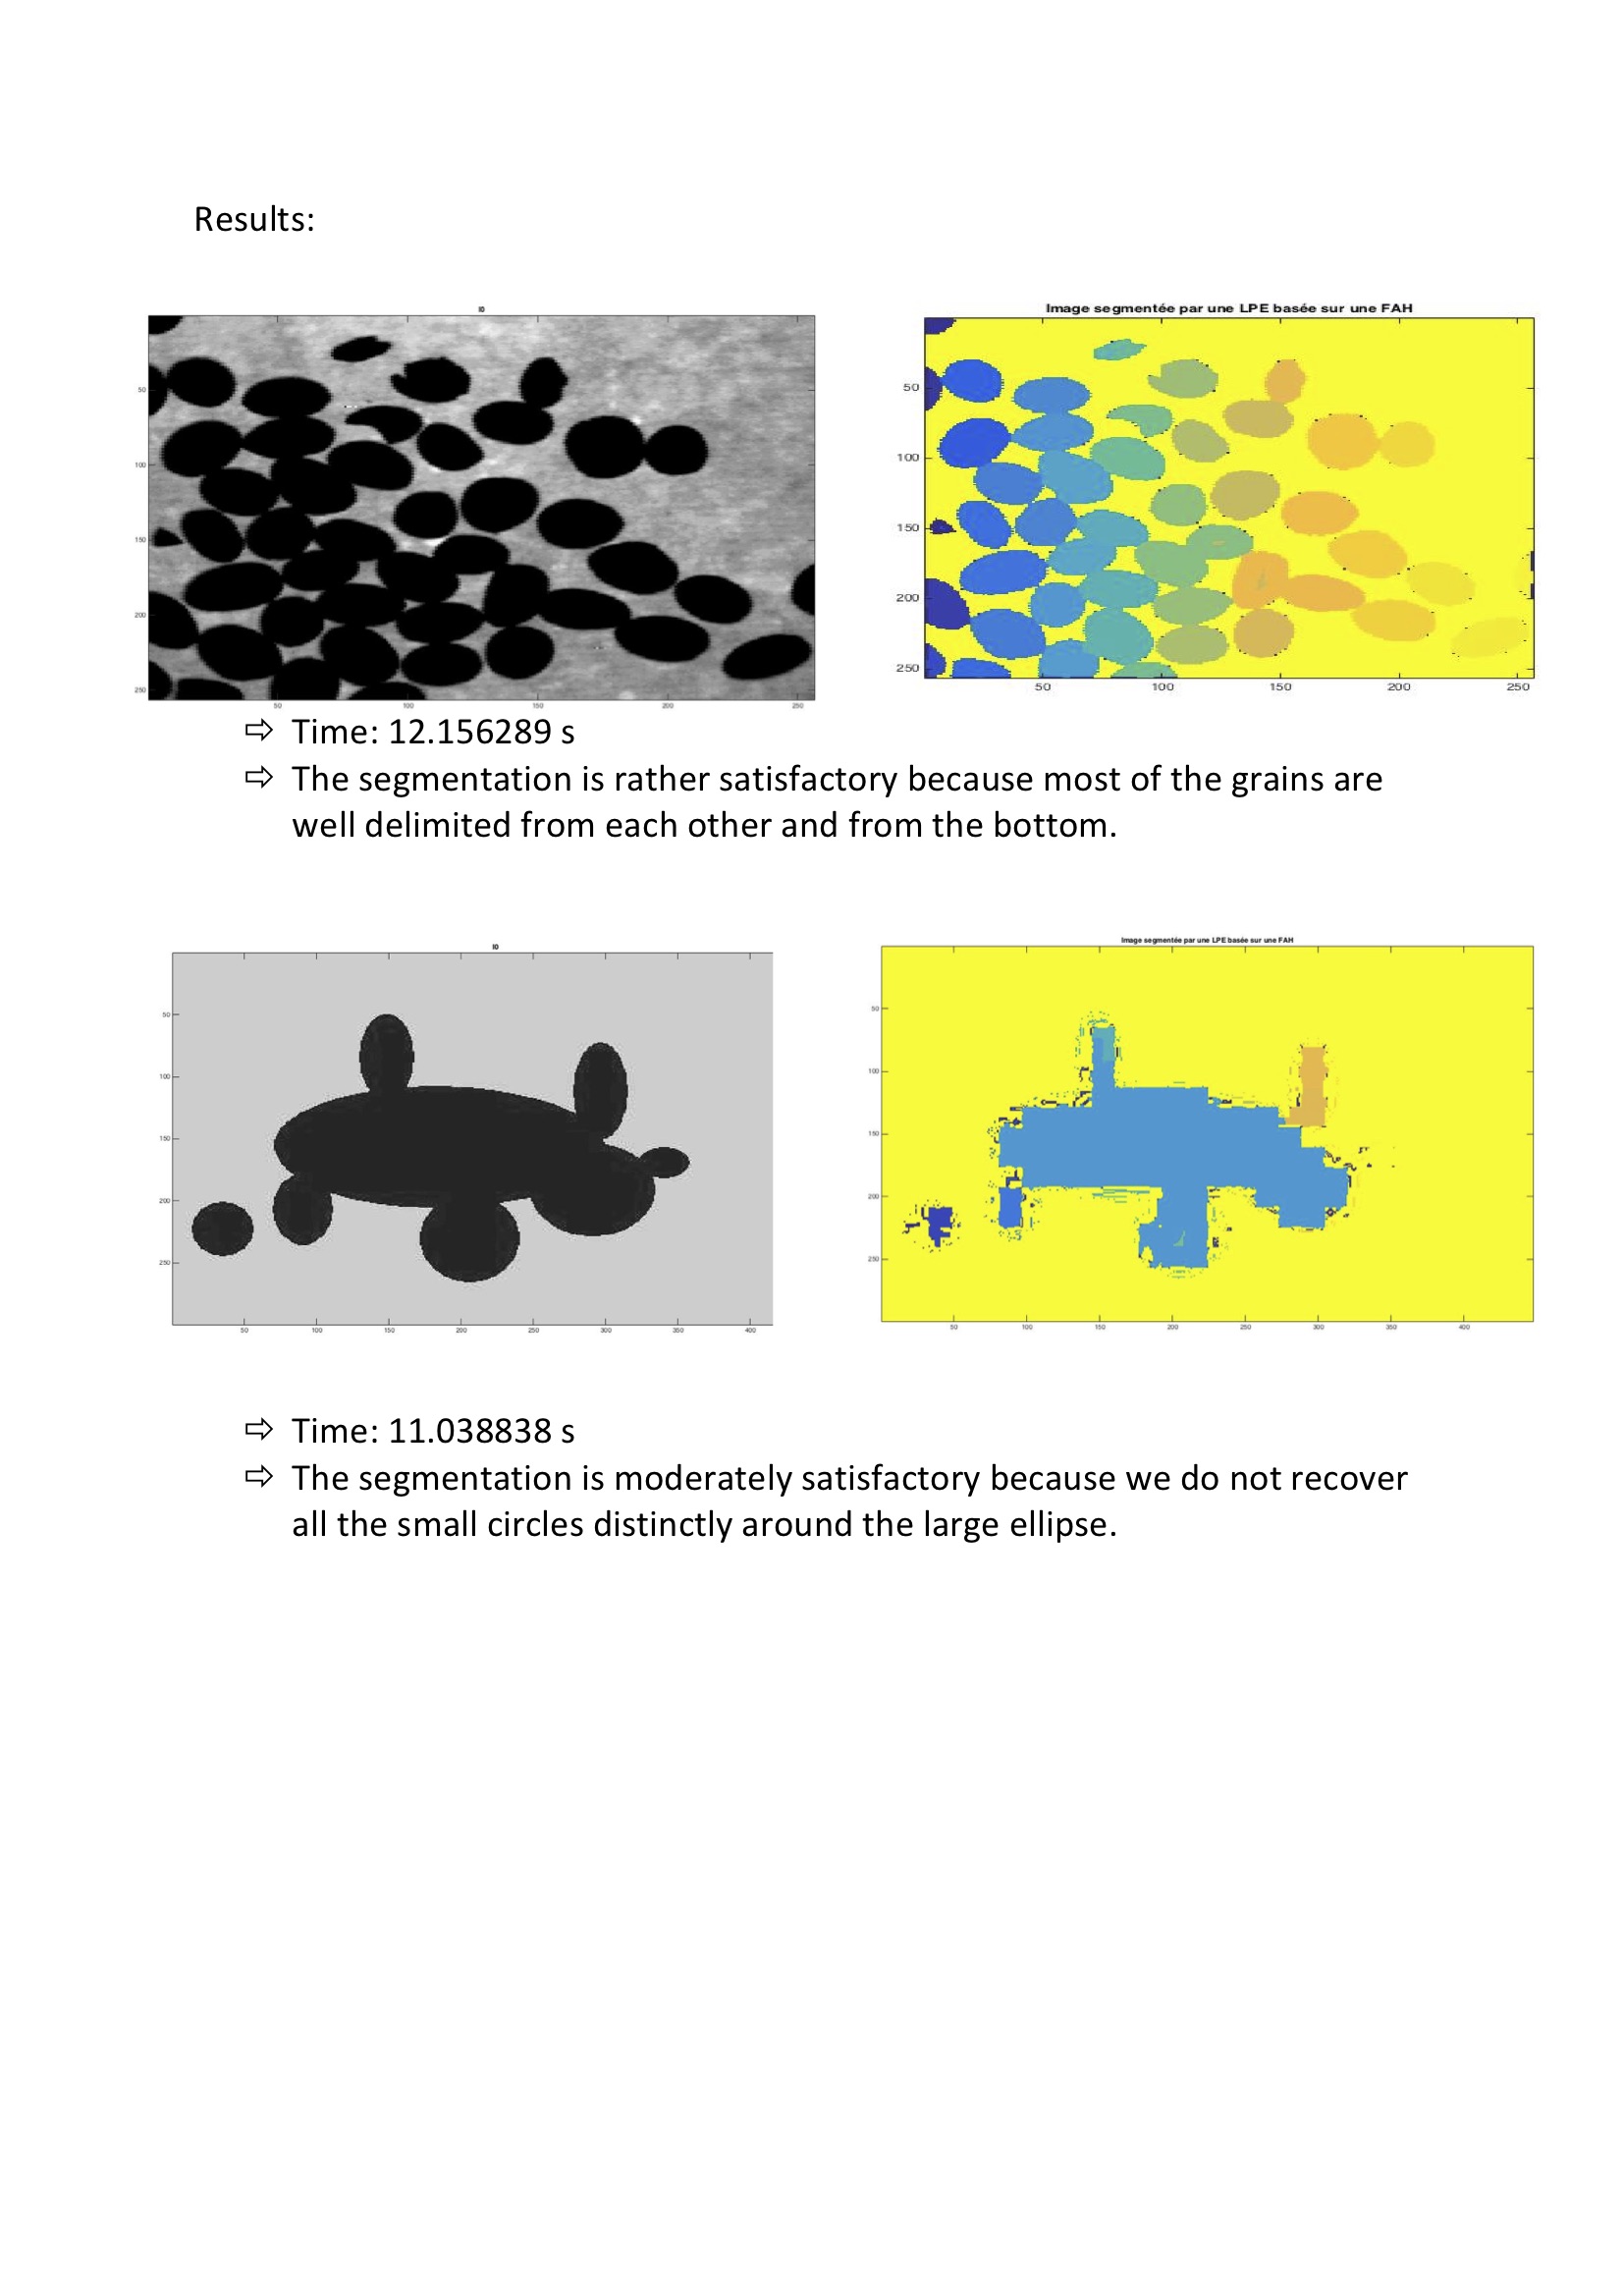 Results:
I0
Image segmentée par une LPE basée sur une FAH
50
100
150
200
250
50 100 150 200 250
50
100
150
200
250
50 100 150 200 250
⇨ Time: 12.156289 s
⇨ The segmentation is rather satisfactory because most of the grains are
well delimited from each other and from the bottom.
I0
Image segmentée par une LPE basée sur une FAH
50
100
150
200
250
50 100 150 200 250 300 350 400
50
100
150
200
250
50 100 150 200 250 300 350 400
⇨ Time: 11.038838 s
⇨ The segmentation is moderately satisfactory because we do not recover
all the small circles distinctly around the large ellipse.